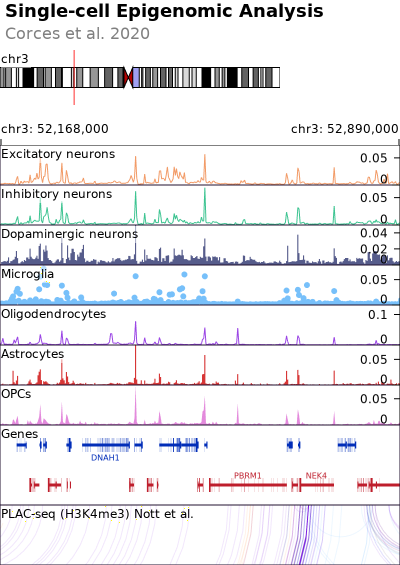 Single-cell Epigenomic Analysis
Corces et al. 2020
chr3
chr3: 52,168,000 chr3: 52,890,000
Excitatory neurons 0.05
0
Inhibitory neurons 0.05
0
Dopaminergic neurons 0.04
0.02
0
Microglia 0.05
0
Oligodendrocytes 0.1
0
Astrocytes 0.05
0
OPCs 0.05
0
Genes
DNAH1
PBRM1 NEK4
PLAC-seq (H3K4me3) Nott et al.